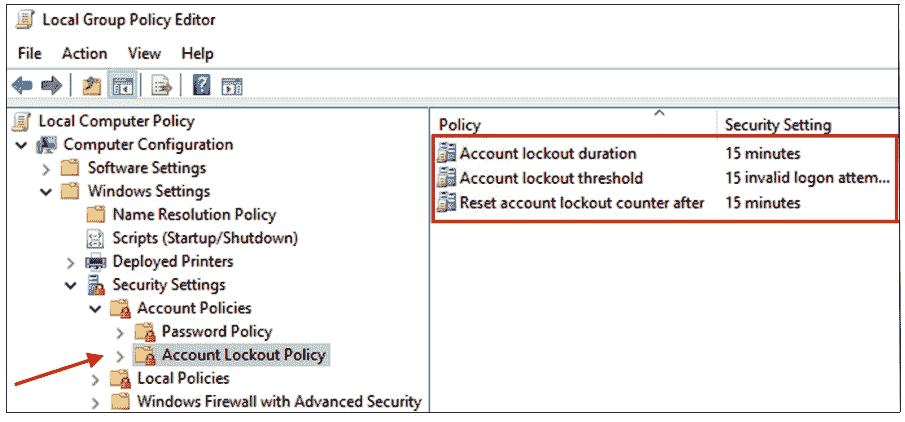 Local Group Policy Editor
File Action View Help
Local Computer Policy
Computer Configuration
Software Settings
Windows Settings
Name Resolution Policy
Scripts (Startup/Shutdown)
Deployed Printers
Security Settings
Account Policies
Password Policy
Account Lockout Policy
Local Policies
Windows Firewall with Advanced Security
Policy Security Setting
Account lockout duration 15 minutes
Account lockout threshold 15 invalid logon attem...
Reset account lockout counter after 15 minutes